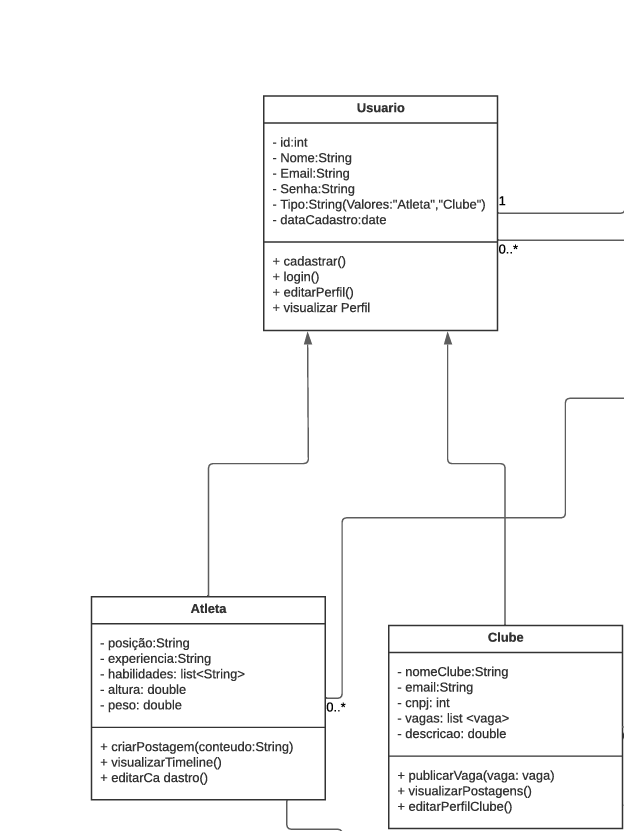 Usuario
- id:int
- Nome:String
- Email:String
- Senha:String
- Tipo:String(Valores:"Atleta","Clube")
- dataCadastro:date
1
0..*
+ cadastrar()
+ login()
+ editarPerfil()
+ visualizar Perfil
Atleta
- posição:String
- experiencia:String
- habilidades: list<String>
- altura: double
- peso: double
0..*
+ criarPostagem(conteudo:String)
+ visualizarTimeline()
+ editarCa dastro()
Clube
- nomeClube:String
- email:String
- cnpj: int
- vagas: list <vaga>
- descricao: double
+ publicarVaga(vaga: vaga)
+ visualizarPostagens()
+ editarPerfilClube()